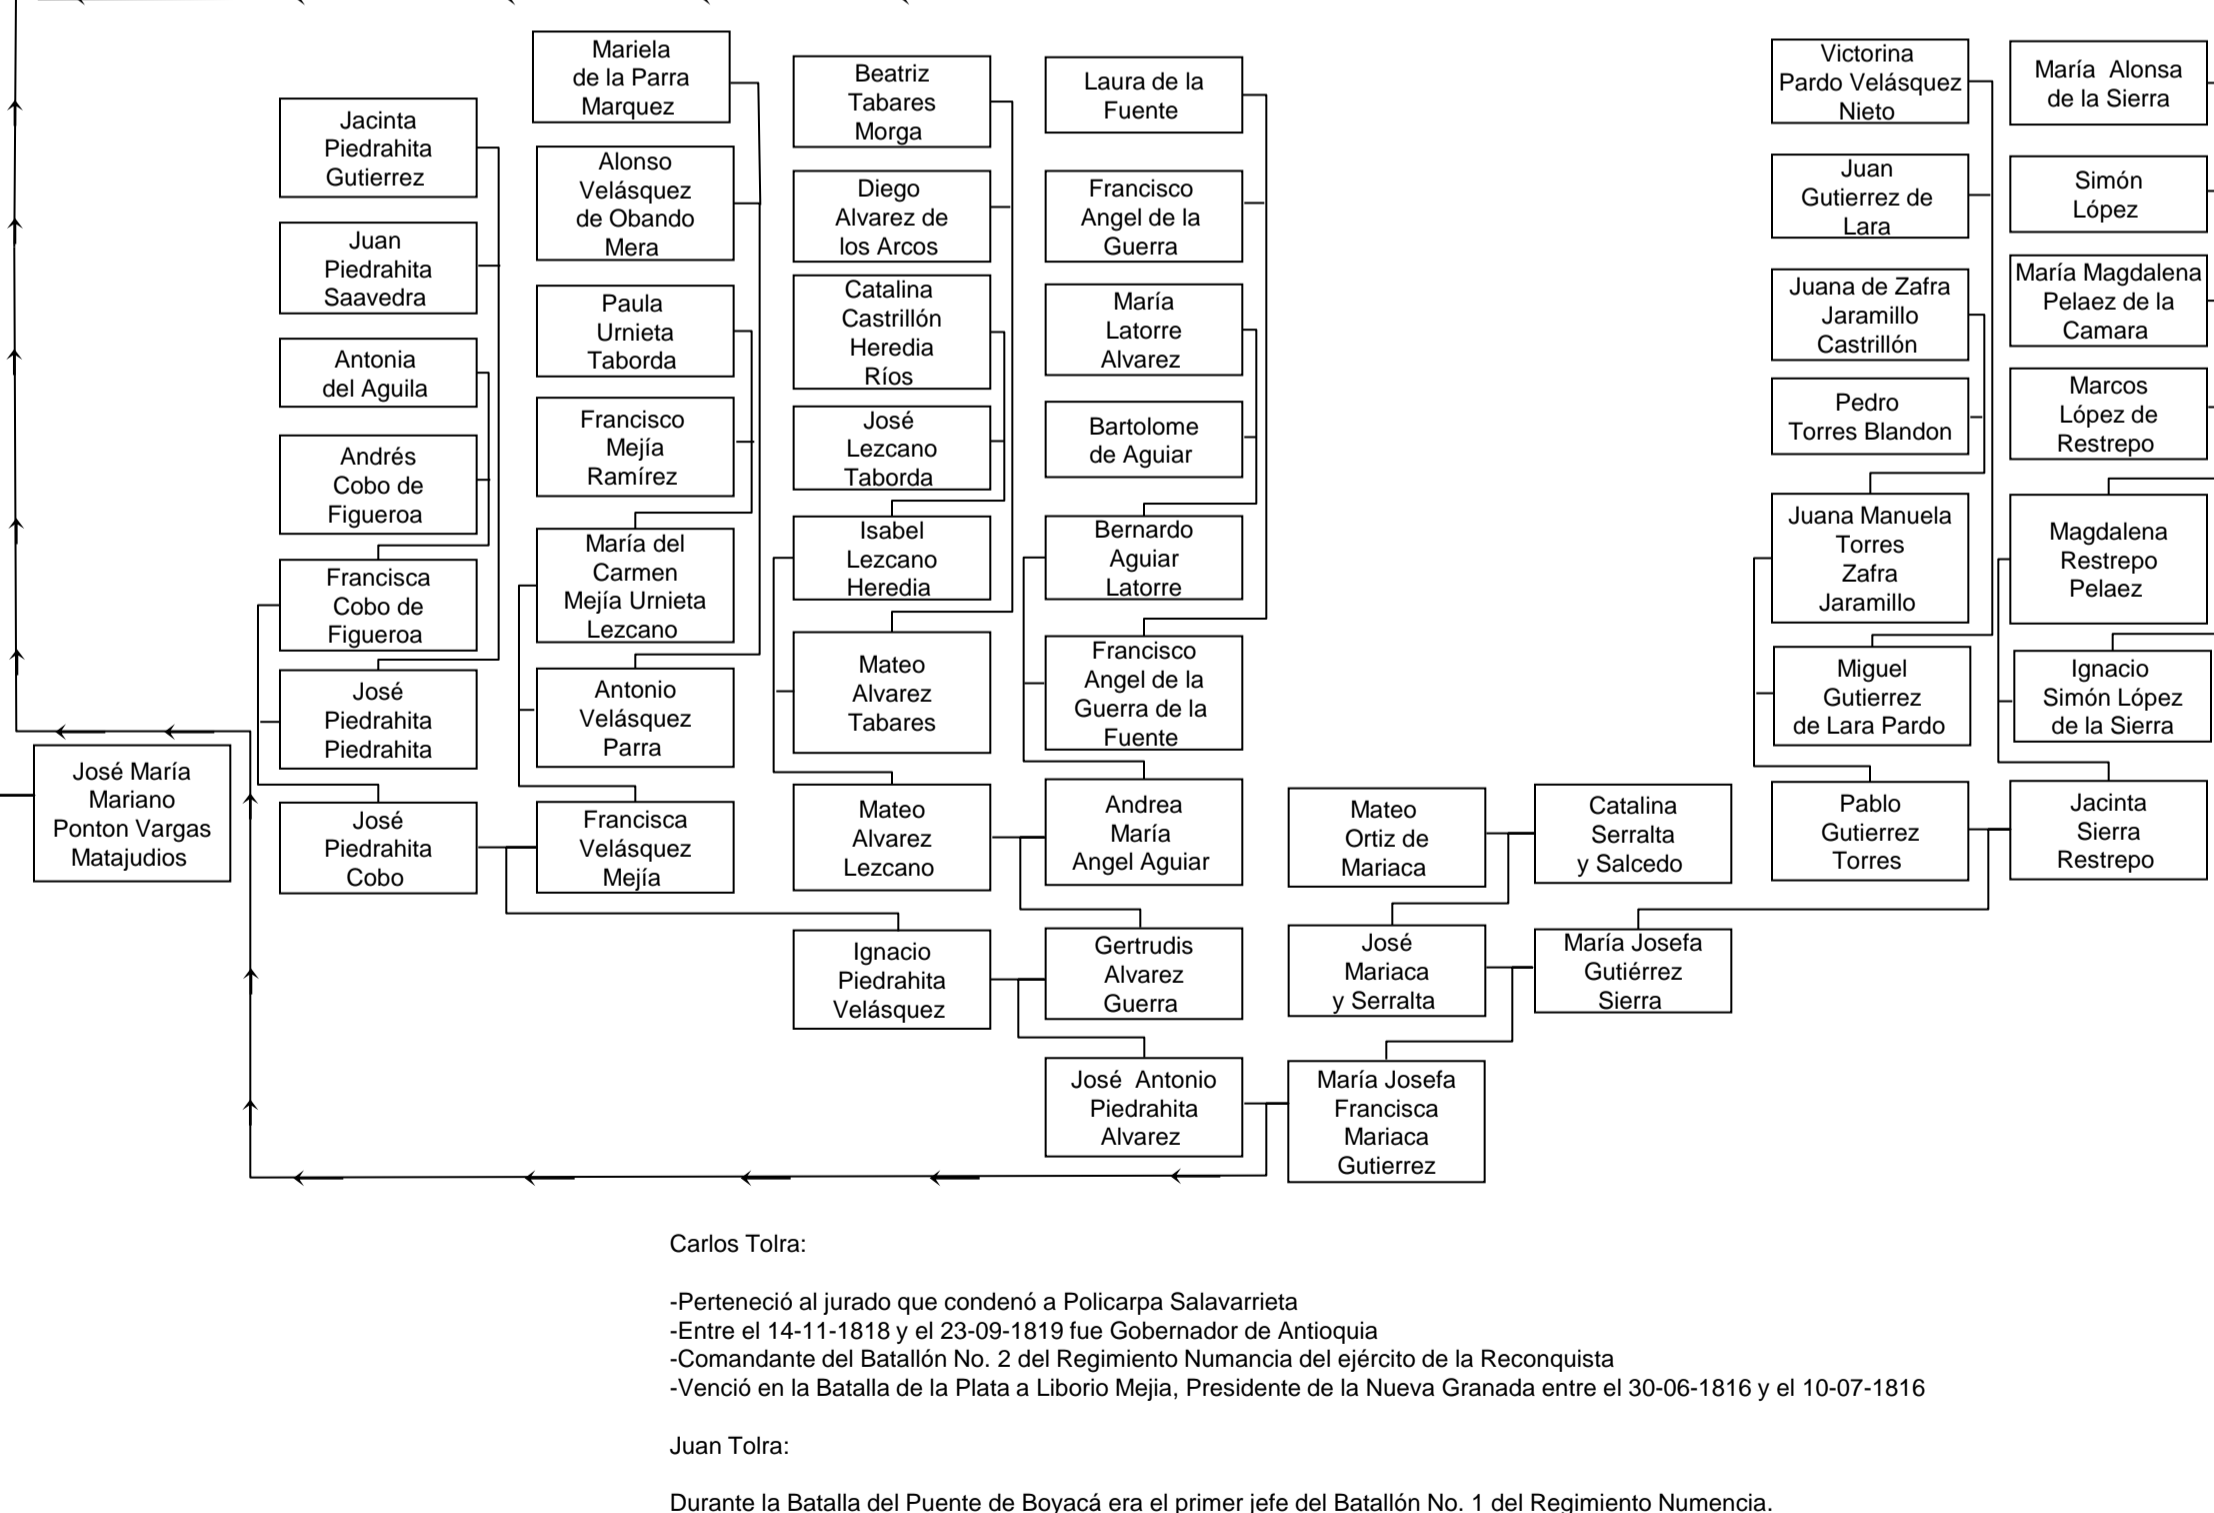 Jacinta
Piedrahita
Gutierrez
Juan
Piedrahita
Saavedra
Antonia
del Aguila
Andrés
Cobo de
Figueroa
Francisca
Cobo de
Figueroa
José
Piedrahita
Piedrahita
José María
Mariano
Ponton Vargas
Matajudios
José
Piedrahita
Cobo
Mariela
de la Parra
Marquez
Alonso
Velásquez
de Obando
Mera
Paula
Urnieta
Taborda
Francisco
Mejía
Ramírez
María del
Carmen
Mejía Urnieta
Lezcano
Antonio
Velásquez
Parra
Francisca
Velásquez
Mejía
Beatriz
Tabares
Morga
Diego
Alvarez de
los Arcos
Catalina
Castrillón
Heredia
Ríos
José
Lezcano
Taborda
Isabel
Lezcano
Heredia
Mateo
Alvarez
Tabares
Mateo
Alvarez
Lezcano
Laura de la
Fuente
Francisco
Angel de la
Guerra
María
Latorre
Alvarez
Bartolome
de Aguiar
Bernardo
Aguiar
Latorre
Francisco
Angel de la
Guerra de la
Fuente
Andrea
María
Angel Aguiar
Mateo
Ortiz de
Mariaca
Catalina
Serralta
y Salcedo
Victorina
Pardo Velásquez
Nieto
Juan
Gutierrez de
Lara
Juana de Zafra
Jaramillo
Castrillón
Pedro
Torres Blandon
Juana Manuela
Torres
Zafra
Jaramillo
Miguel
Gutierrez
de Lara Pardo
Pablo
Gutierrez
Torres
María Alonsa
de la Sierra
Simón
López
María Magdalena
Pelaez de la
Camara
Marcos
López de
Restrepo
Magdalena
Restrepo
Pelaez
Ignacio
Simón López
de la Sierra
Jacinta
Sierra
Restrepo
Ignacio
Piedrahita
Velásquez
Gertrudis
Alvarez
Guerra
José
Mariaca
y Serralta
María Josefa
Gutiérrez
Sierra
José Antonio
Piedrahita
Alvarez
María Josefa
Francisca
Mariaca
Gutierrez
Carlos Tolra:
-Perteneció al jurado que condenó a Policarpa Salavarrieta
-Entre el 14-11-1818 y el 23-09-1819 fue Gobernador de Antioquia
-Comandante del Batallón No. 2 del Regimiento Numancia del ejército de la Reconquista
-Venció en la Batalla de la Plata a Liborio Mejia, Presidente de la Nueva Granada entre el 30-06-1816 y el 10-07-1816
Juan Tolra:
Durante la Batalla del Puente de Boyacá era el primer jefe del Batallón No. 1 del Regimiento Numencia.